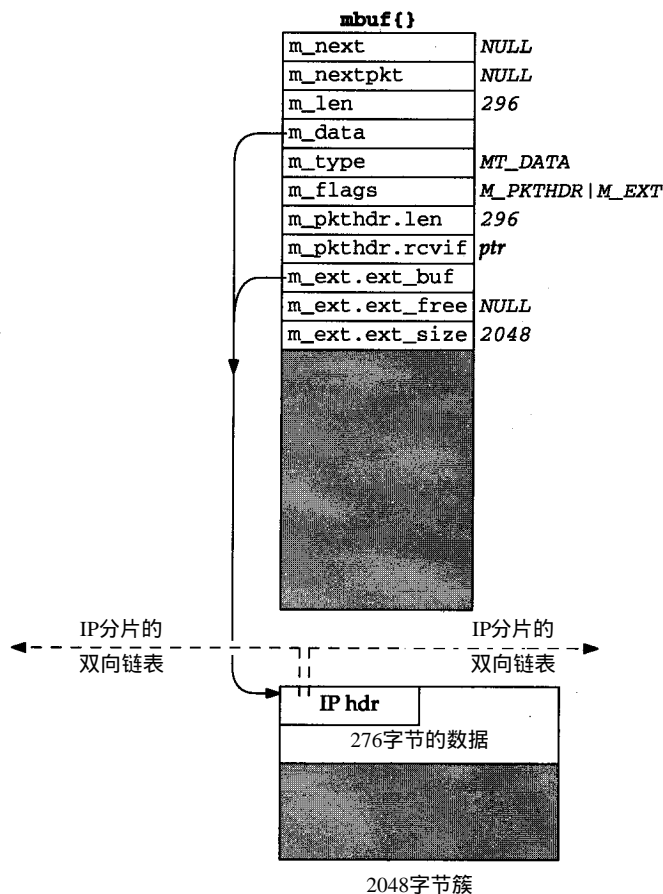 mbuf{}
m_next NULL
m_nextpkt NULL
m_len 296
m_data
m_type MT_DATA
m_flags M_PKTHDR|M_EXT
m_pkthdr.len 296
m_pkthdr.rcvif ptr
m_ext.ext_buf
m_ext.ext_free NULL
m_ext.ext_size 2048
IP分片的 IP分片的
双向链表 双向链表
IP hdr
276字节的数据
2048字节簇